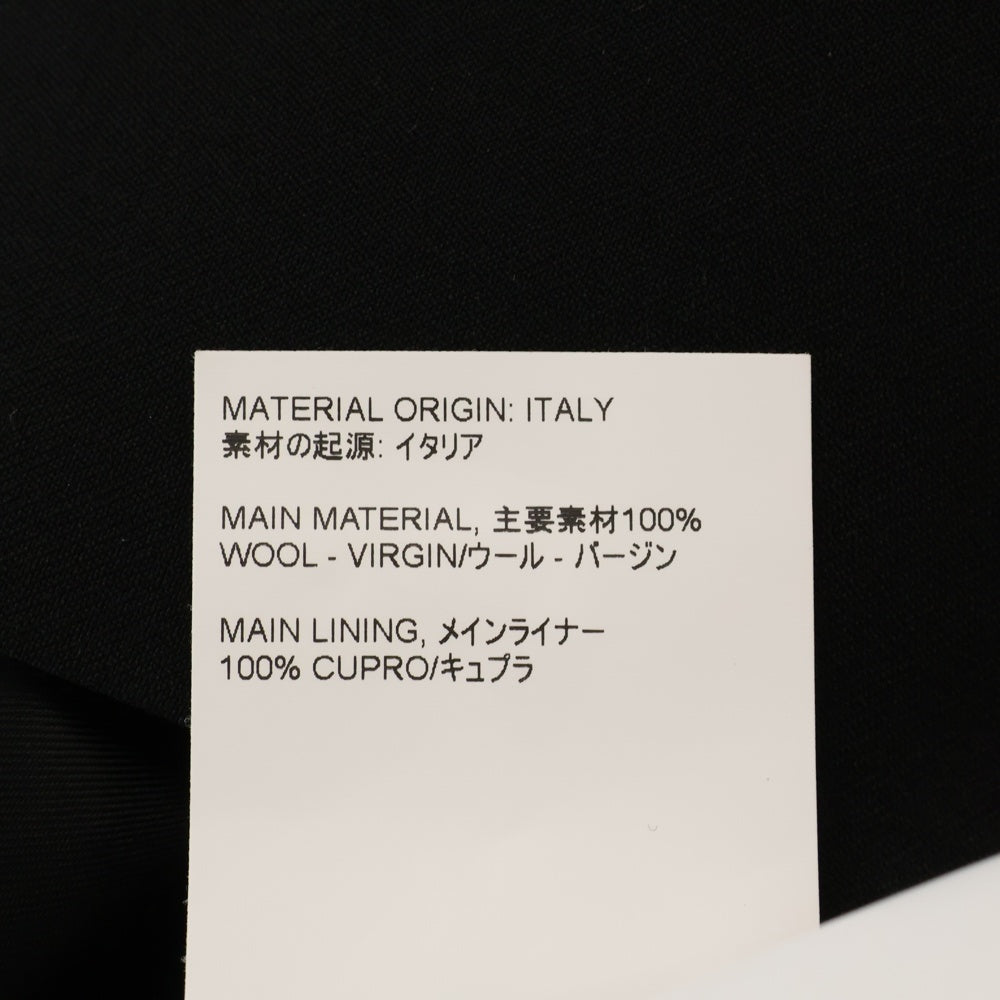 MATERIAL ORIGIN: ITALY
素材の起源: イタリア
MAIN MATERIAL, 主要素材100%
WOOL - VIRGIN/ウール - バージン
MAIN LINING, メインライナー
100% CUPRO/キュプラ